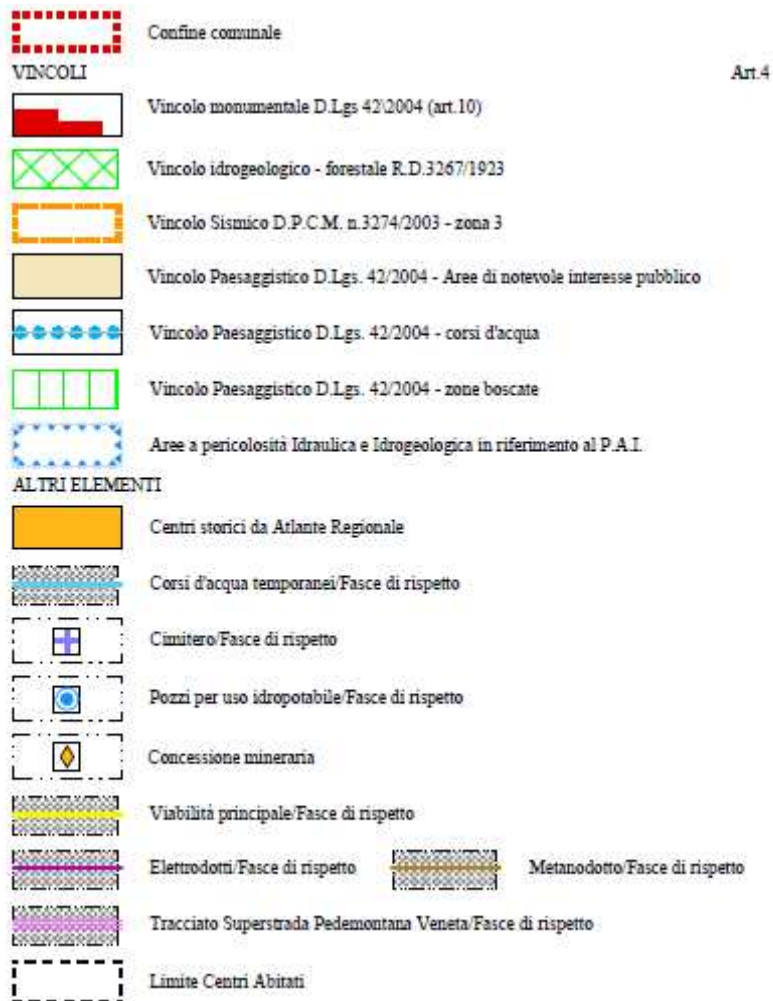 Confine comunale
VINCOLI Art.4
Vincolo monumentale D.Lgs 42\2004 (art.10)
Vincolo idrogeologico - forestale R.D.3267/1923
Vincolo Sismico D.P.C.M. n.3274/2003 - zona 3
Vincolo Paesaggistico D.Lgs. 42/2004 - Aree di notevole interesse pubblico
Vincolo Paesaggistico D.Lgs. 42/2004 - corsi d'acqua
Vincolo Paesaggistico D.Lgs. 42/2004 - zone boscate
Aree a pericolosità Idraulica e Idrogeologica in riferimento al P.A.I.
ALTRI ELEMENTI
Centri storici da Atlante Regionale
Corsi d'acqua temporanei/Fasce di rispetto
Cimitero/Fasce di rispetto
Pozzi per uso idropotabile/Fasce di rispetto
Concessione mineraria
Viabilità principale/Fasce di rispetto
Elettrodotti/Fasce di rispetto Metanodotto/Fasce di rispetto
Tracciato Superstrada Pedemontana Veneta/Fasce di rispetto
Limite Centri Abitati